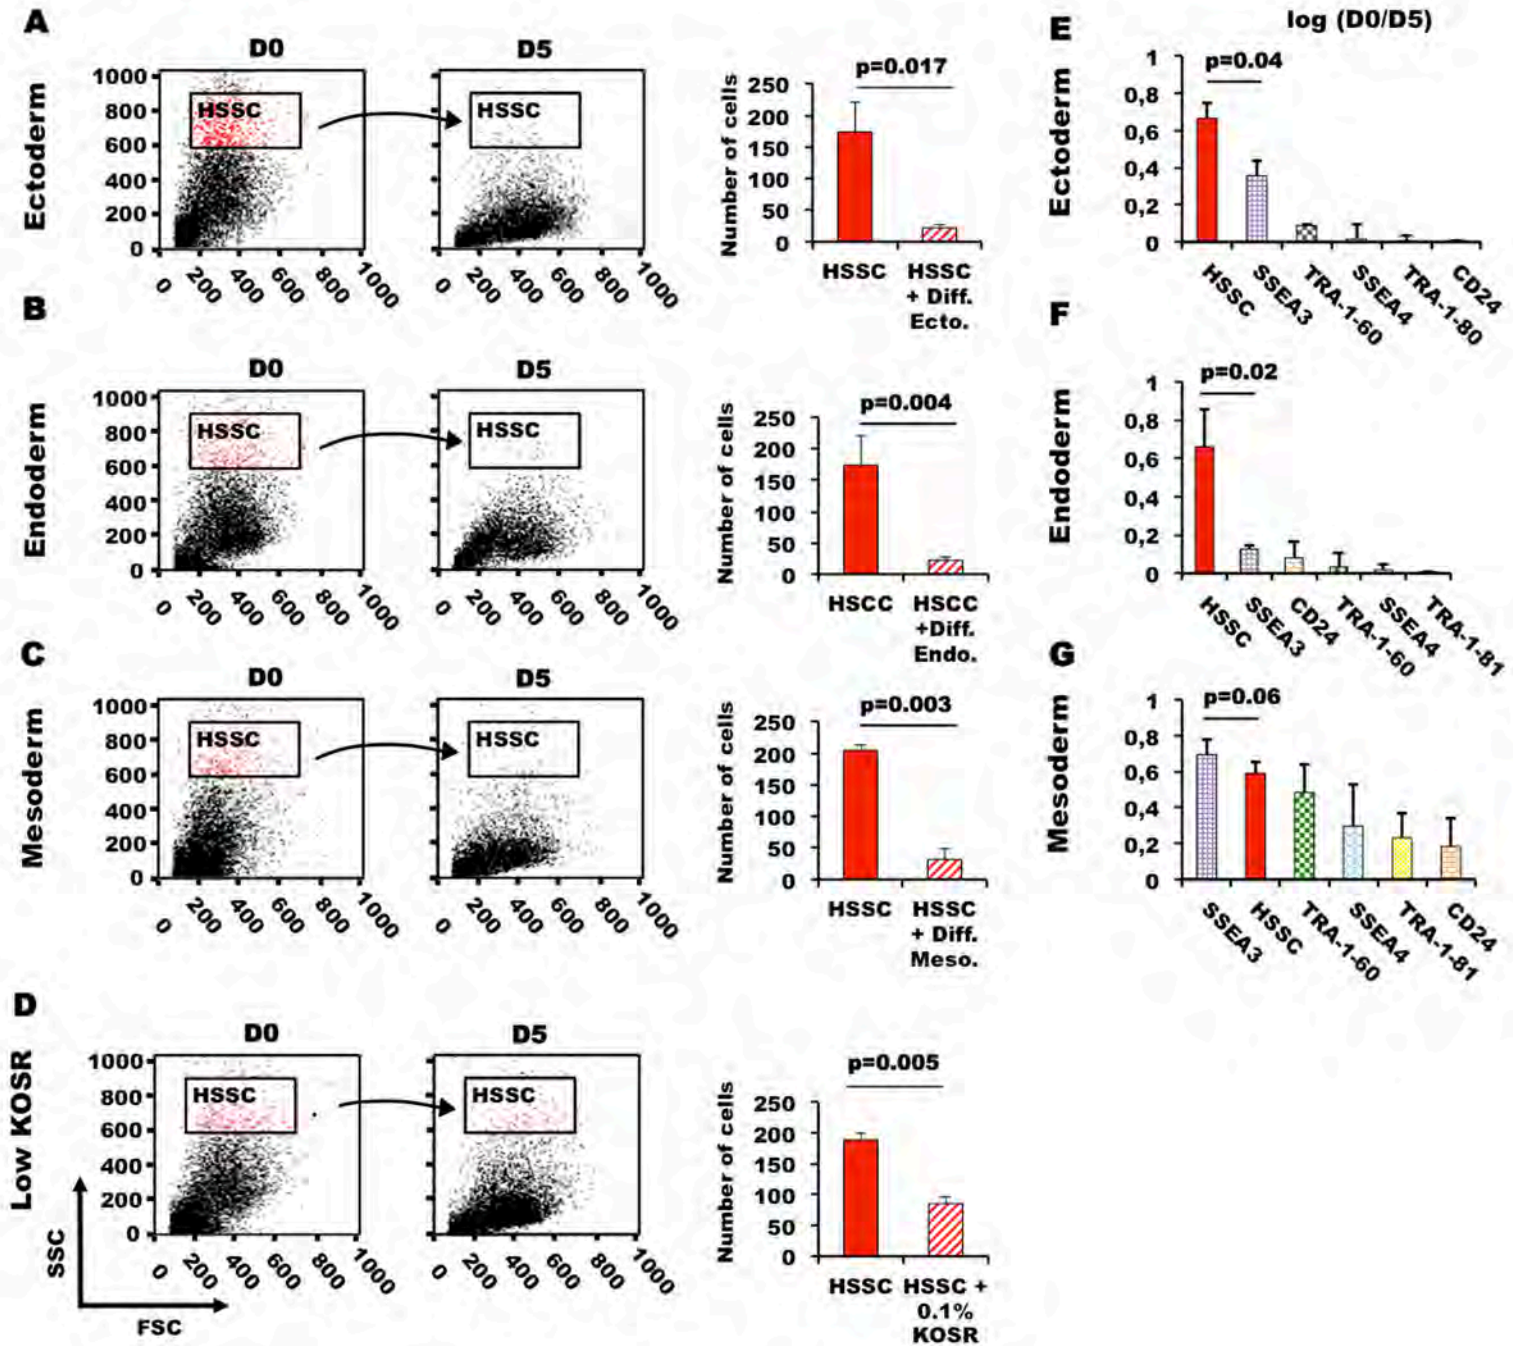 A
Ectoderm
D0
D5
HSSC
HSSC
1000
800
600
400
200
0
0
200
400
600
800
1000
0
200
400
600
800
1000
Number of cells
p=0.017
250
200
150
100
50
0
HSSC
HSSC
+ Diff.
Ecto.
B
Endoderm
D0
D5
HSSC
HSSC
1000
800
600
400
200
0
0
200
400
600
800
1000
0
200
400
600
800
1000
Number of cells
p=0.004
250
200
150
100
50
0
HSCC
HSCC
+Diff.
Endo.
C
Mesoderm
D0
D5
HSSC
HSSC
1000
800
600
400
200
0
0
200
400
600
800
1000
0
200
400
600
800
1000
Number of cells
p=0.003
250
200
150
100
50
0
HSSC
HSSC
+ Diff.
Meso.
D
Low KOSR
D0
D5
HSSC
HSSC
1000
800
600
400
200
0
0
200
400
600
800
1000
0
200
400
600
800
1000
SSC
FSC
Number of cells
p=0.005
250
200
150
100
50
0
HSSC
HSSC +
0.1%
KOSR
E
log (D0/D5)
Ectoderm
p=0.04
1
0,8
0,6
0,4
0,2
0
HSSC
SSEA3
TRA-1-60
SSEA4
TRA-1-80
CD24
F
Endoderm
p=0.02
1
0,8
0,6
0,4
0,2
0
HSSC
SSEA3
CD24
TRA-1-60
SSEA4
TRA-1-81
G
Mesoderm
p=0.06
1
0,8
0,6
0,4
0,2
0
SSEA3
HSSC
TRA-1-60
SSEA4
TRA-1-81
CD24